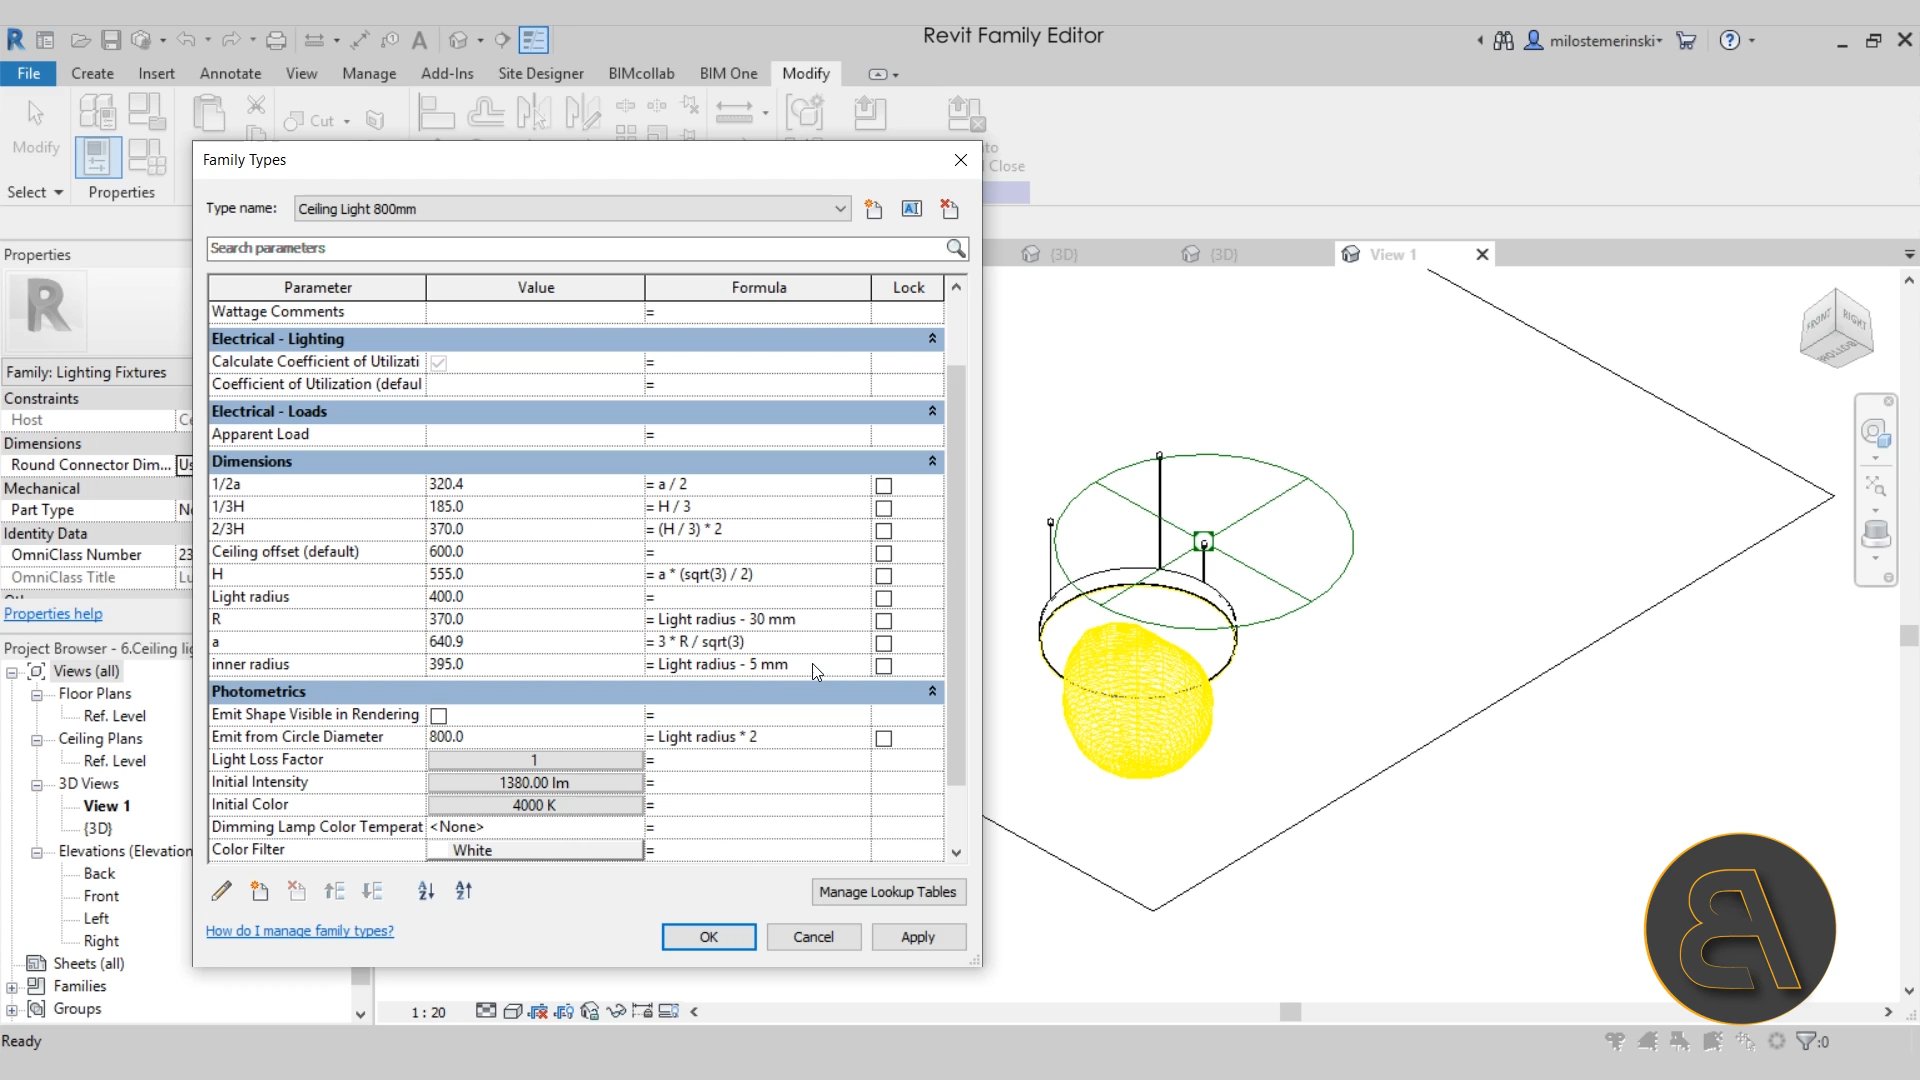 Revit Family Editor
milostemerinski
File Create Insert Annotate View Manage Add-Ins Site Designer BIMcollab BIM One Modify
Cut
Modify
Close
Select Properties
Family Types
Type name: Ceiling Light 800mm
Search parameters
Parameter Value Formula Lock
Wattage Comments =
Electrical - Lighting
Calculate Coefficient of Utilizati =
Coefficient of Utilization (defaul =
Electrical - Loads
Apparent Load =
Dimensions
1/2a 320.4 = a / 2
1/3H 185.0 = H / 3
2/3H 370.0 = (H / 3) * 2
Ceiling offset (default) 600.0 =
H 555.0 = a * (sqrt(3) / 2)
Light radius 400.0 =
R 370.0 = Light radius - 30 mm
a 640.9 = 3 * R / sqrt(3)
inner radius 395.0 = Light radius - 5 mm
Photometrics
Emit Shape Visible in Rendering =
Emit from Circle Diameter 800.0 = Light radius * 2
Light Loss Factor 1 =
Initial Intensity 1380.00 lm =
Initial Color 4000 K =
Dimming Lamp Color Temperat <None> =
Color Filter White =
Manage Lookup Tables
How do I manage family types?
OK Cancel Apply
Properties
Family: Lighting Fixtures
Constraints
Host Ce
Dimensions
Round Connector Dim... Us
Mechanical
Part Type No
Identity Data
OmniClass Number 23
OmniClass Title Lu
Properties help
Project Browser - 6.Ceiling lig
Views (all)
Floor Plans
Ref. Level
Ceiling Plans
Ref. Level
3D Views
View 1
{3D}
Elevations (Elevation
Back
Front
Left
Right
Sheets (all)
Families
Groups
{3D} {3D} View 1
FRONT RIGHT
BOTTOM
1 : 20
Ready
:0